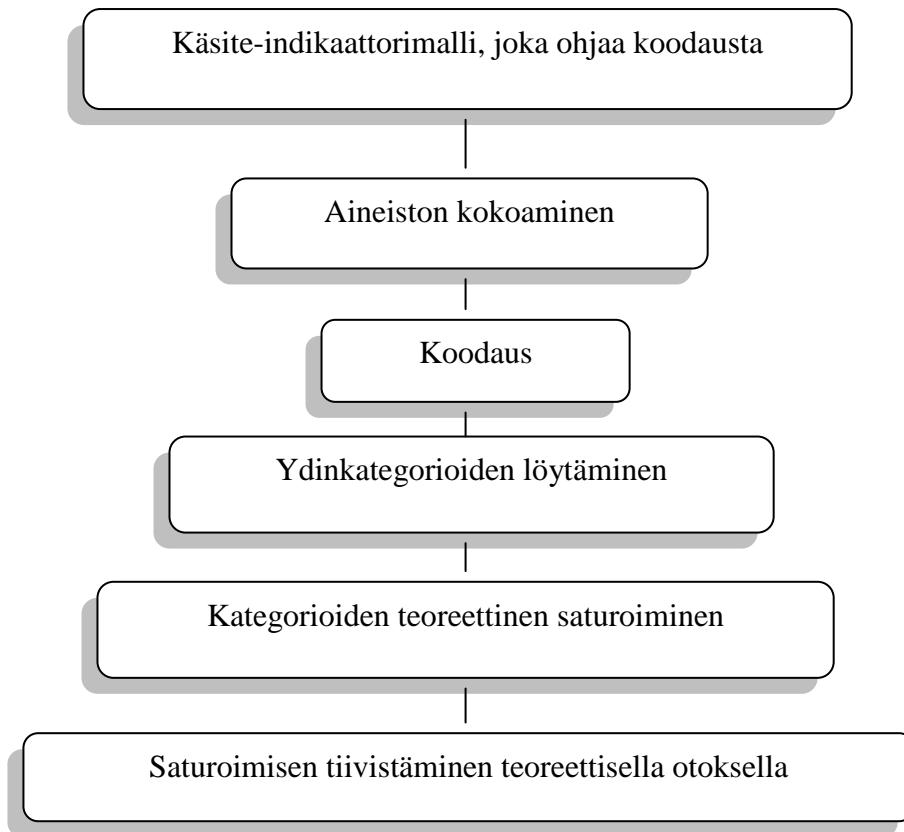 Käsite-indikaattorimalli, joka ohjaa koodausta
Aineiston kokoaminen
Koodaus
Ydinkategorioiden löytäminen
Kategorioiden teoreettinen saturoiminen
Saturoimisen tiivistäminen teoreettisella otoksella